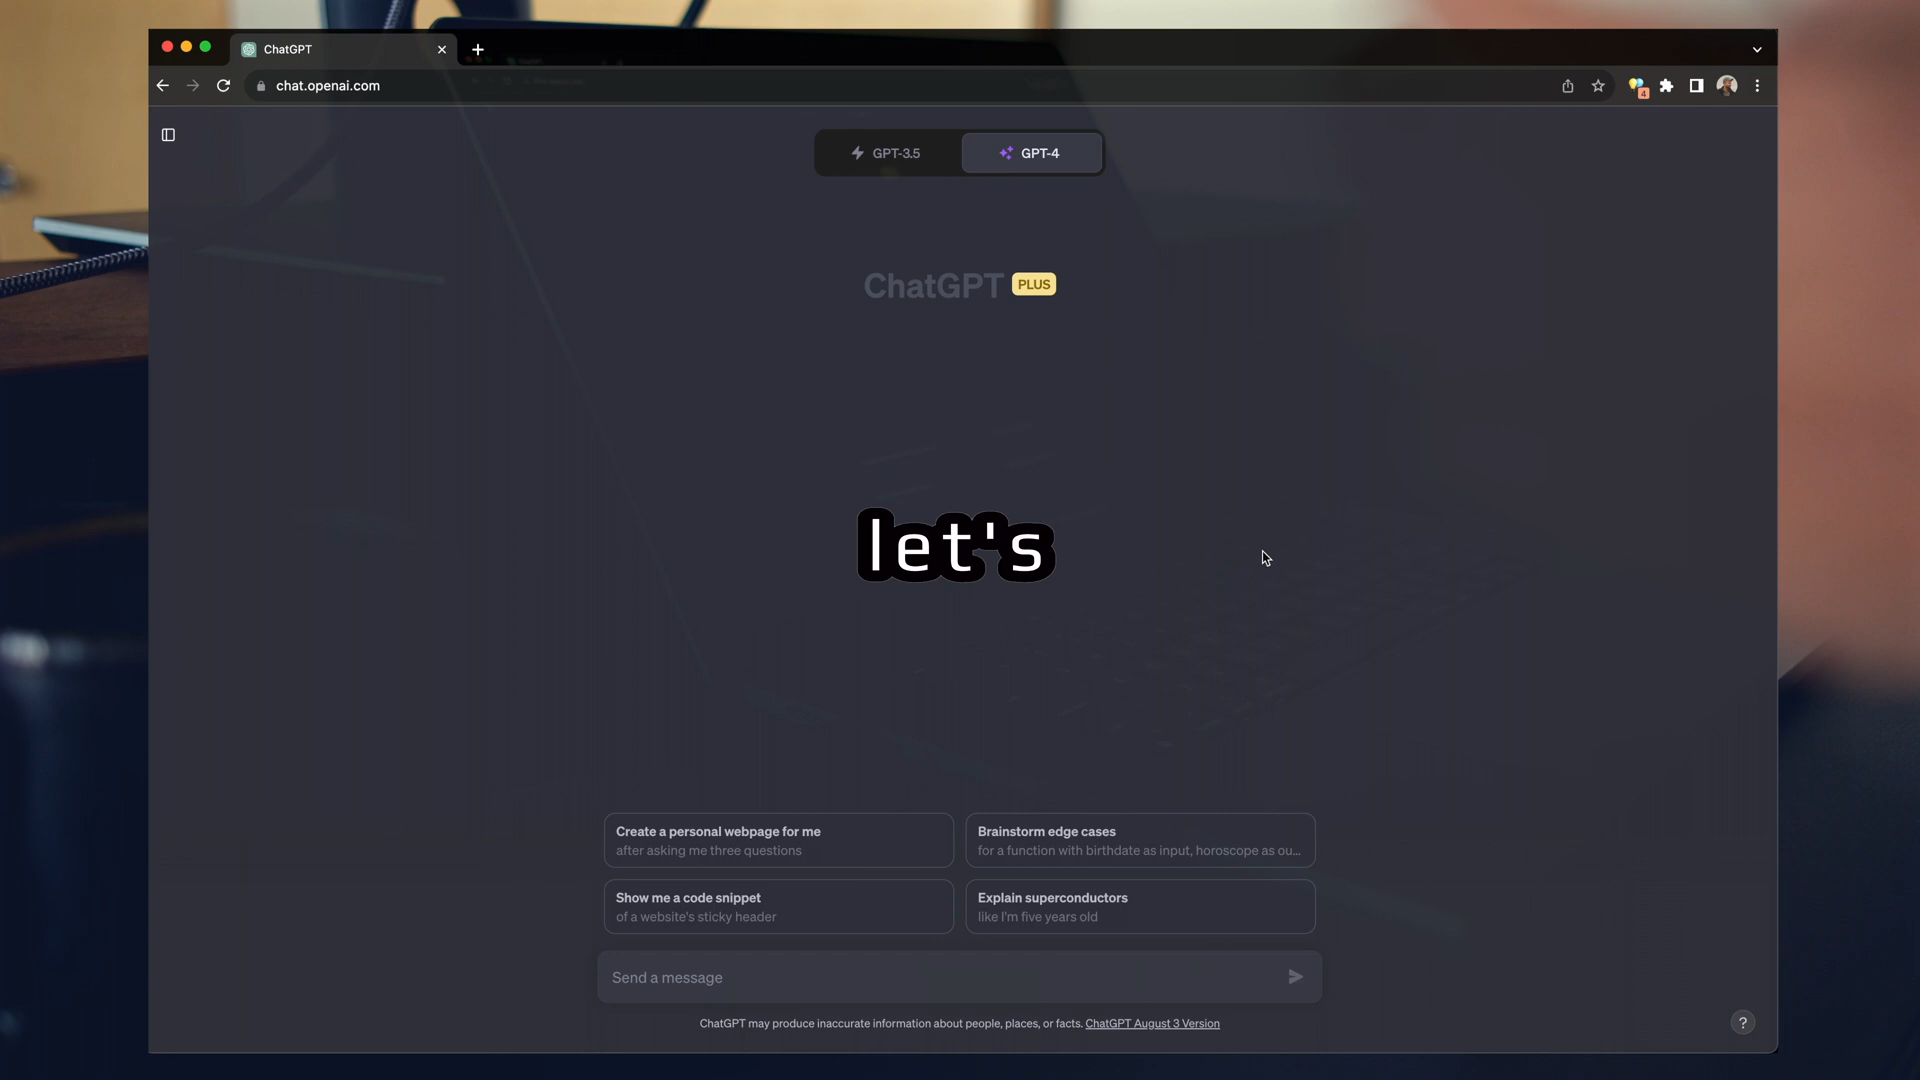 ChatGPT
chat.openai.com
4
GPT-3.5
GPT-4
ChatGPT PLUS
let's
Create a personal webpage for me
after asking me three questions
Brainstorm edge cases
for a function with birthdate as input, horoscope as ou...
Show me a code snippet
of a website's sticky header
Explain superconductors
like I'm five years old
Send a message
ChatGPT may produce inaccurate information about people, places, or facts. ChatGPT August 3 Version
?